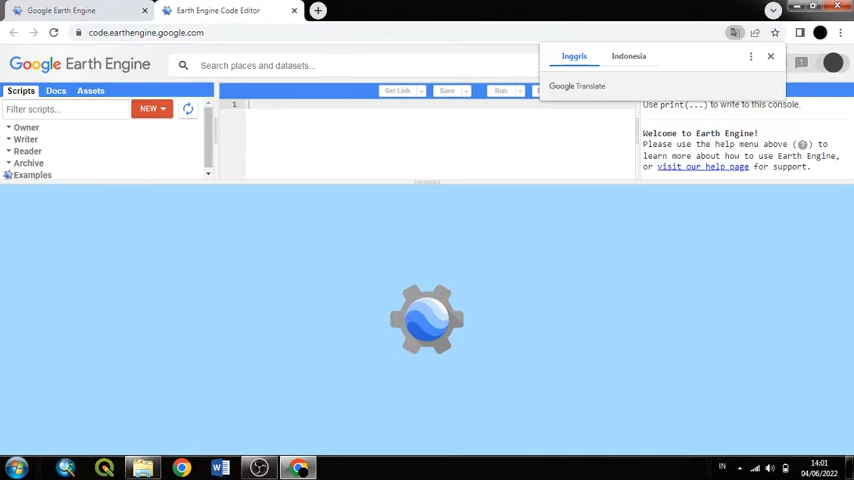 Google Earth Engine
Earth Engine Code Editor
code.earthengine.google.com
Google Earth Engine
Search places and datasets...
Inggris
Indonesia
Google Translate
Scripts
Docs
Assets
Get Link
Save
Run
Filter scripts...
NEW
1
Owner
Writer
Reader
Archive
Examples
Use print(...) to write to this console.
Welcome to Earth Engine!
Please use the help menu above (?) to
learn more about how to use Earth Engine,
or visit our help page for support.
IN
14:01
04/06/2022